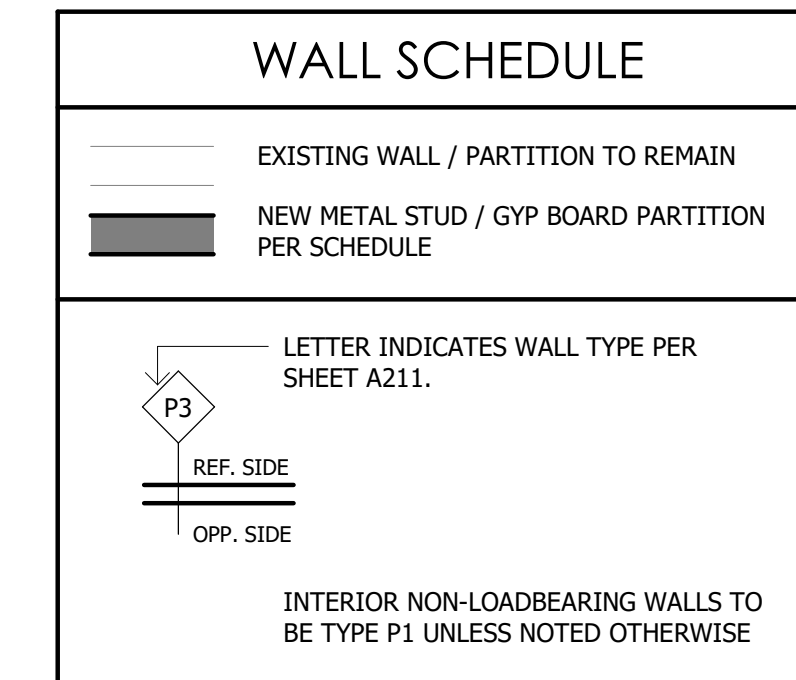 WALL SCHEDULE
EXISTING WALL / PARTITION TO REMAIN
NEW METAL STUD / GYP BOARD PARTITION
PER SCHEDULE
LETTER INDICATES WALL TYPE PER
SHEET A211.
P3
REF. SIDE
OPP. SIDE
INTERIOR NON-LOADBEARING WALLS TO
BE TYPE P1 UNLESS NOTED OTHERWISE